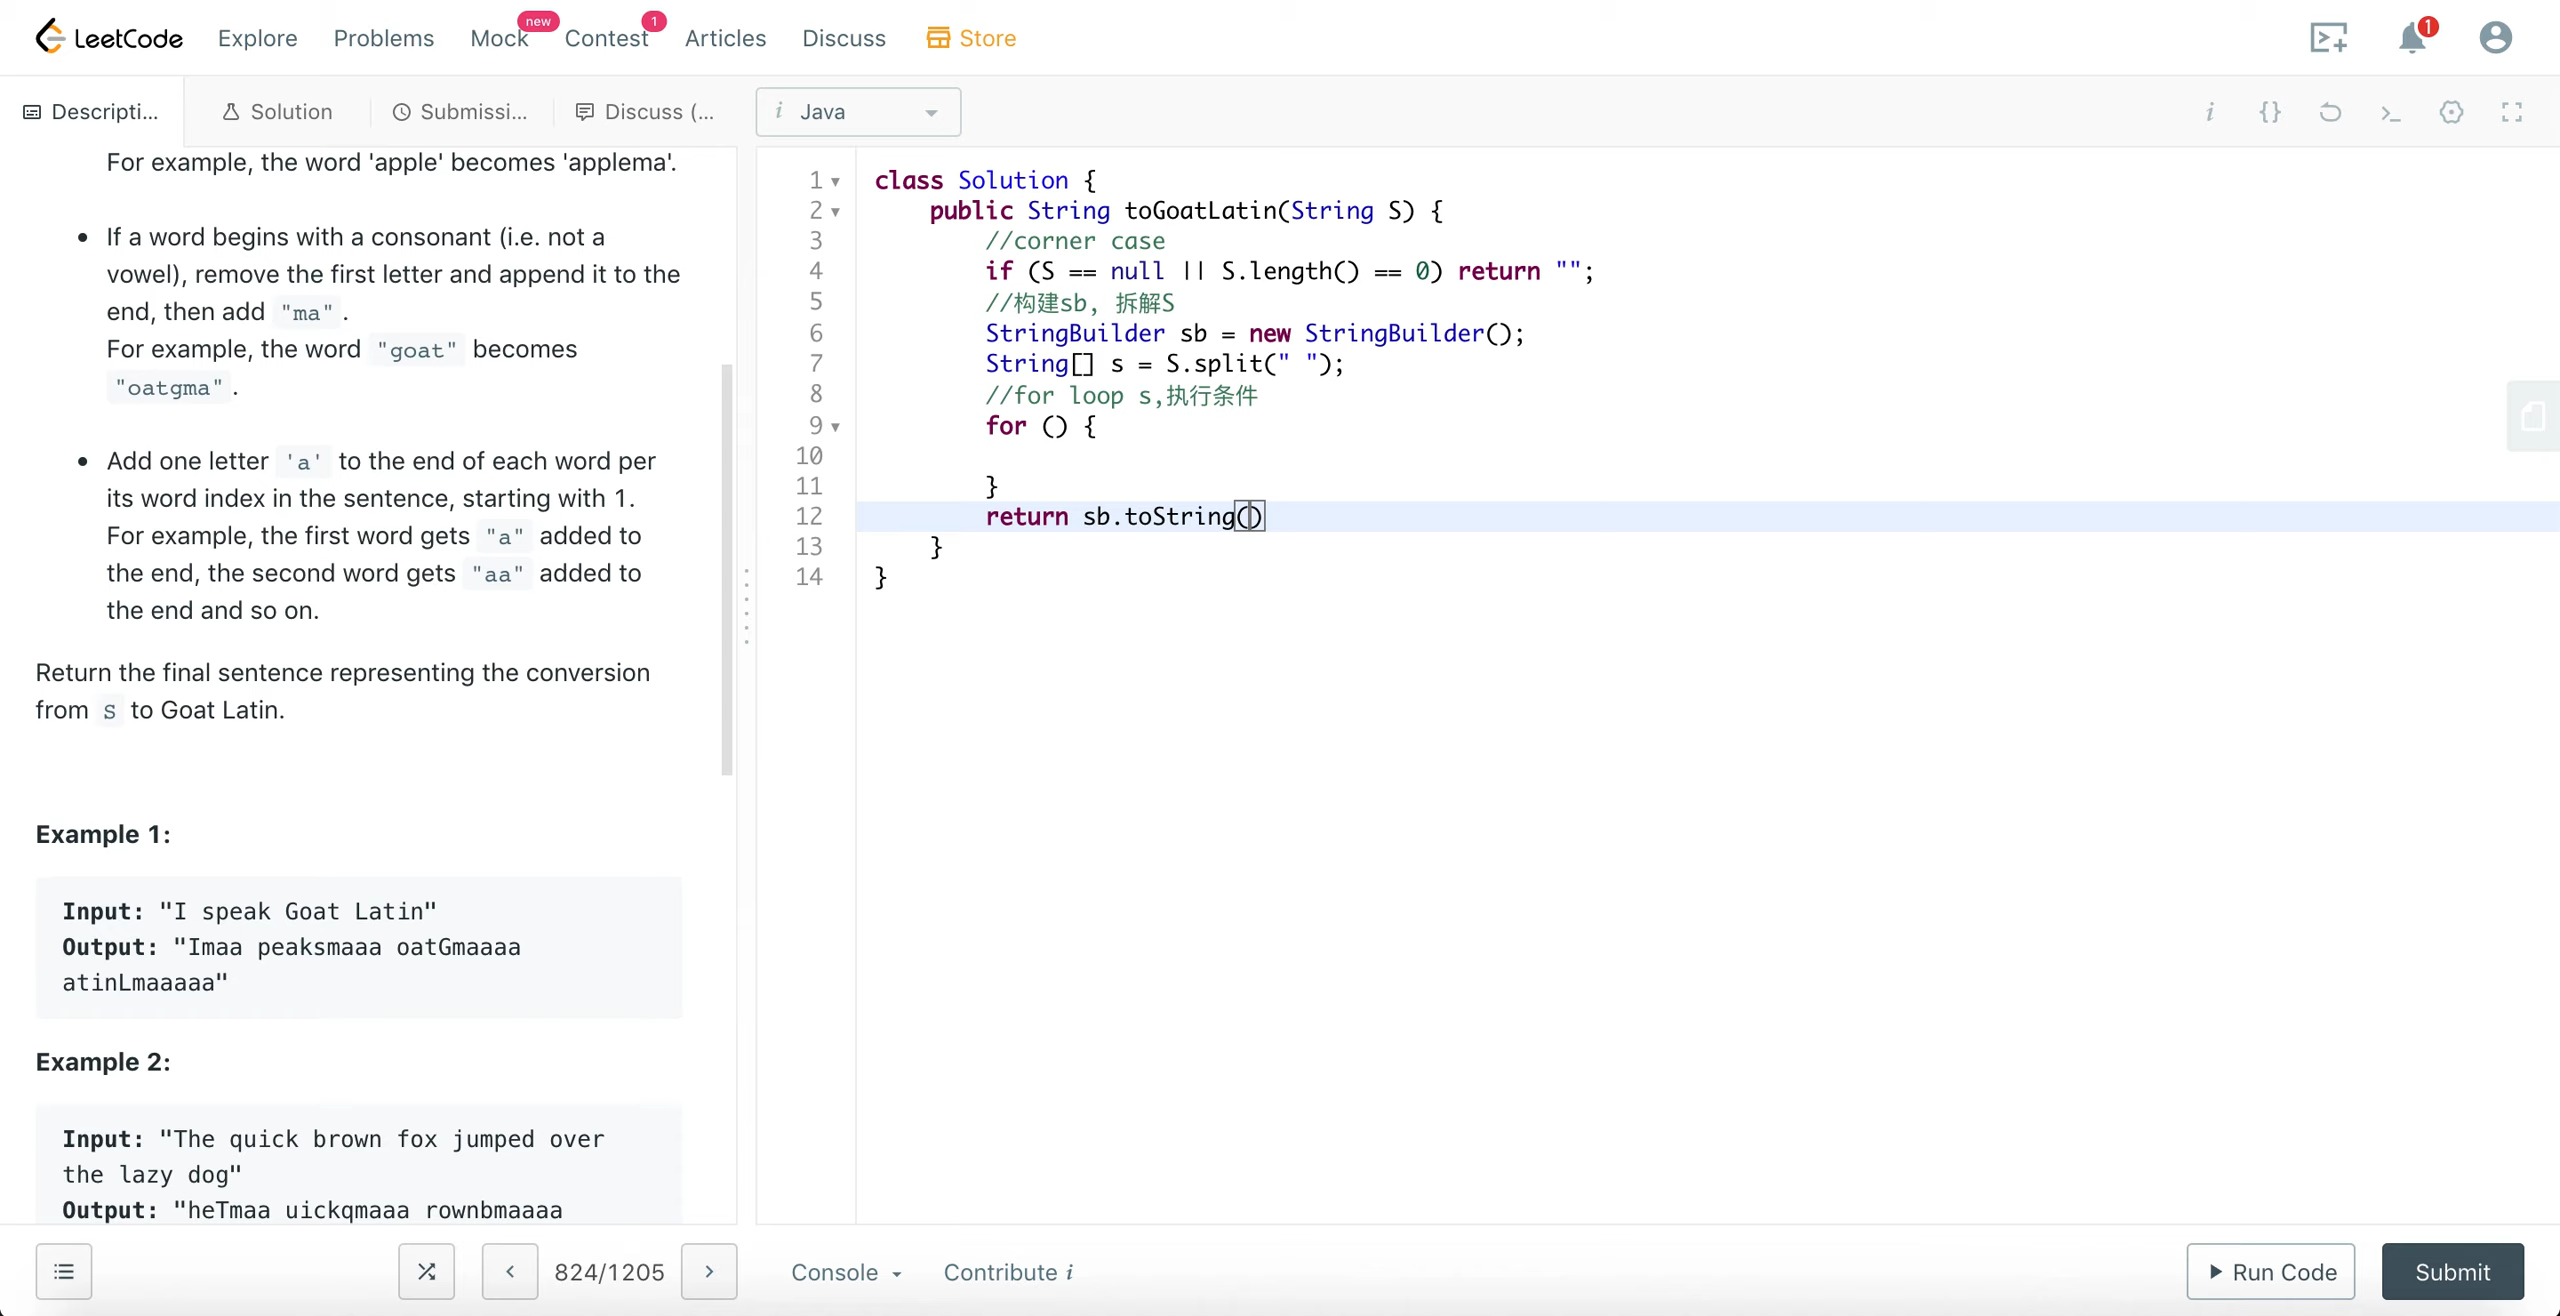 LeetCode Explore Problems Mock new Contest 1 Articles Discuss Store 1
Descripti... Solution Submissi... Discuss (... i Java i {} >_
For example, the word 'apple' becomes 'applema'.
• If a word begins with a consonant (i.e. not a
vowel), remove the first letter and append it to the
end, then add "ma".
For example, the word "goat" becomes
"oatgma".
• Add one letter 'a' to the end of each word per
its word index in the sentence, starting with 1.
For example, the first word gets "a" added to
the end, the second word gets "aa" added to
the end and so on.
Return the final sentence representing the conversion
from S to Goat Latin.
Example 1:
Input: "I speak Goat Latin"
Output: "Imaa peaksmaaa oatGmaaaa
atinLmaaaaa"
Example 2:
Input: "The quick brown fox jumped over
the lazy dog"
Output: "heTmaa uickqmaaa rownbmaaaa
1 class Solution {
2 public String toGoatLatin(String S) {
3 //corner case
4 if (S == null || S.length() == 0) return "";
5 //构建sb, 拆解S
6 StringBuilder sb = new StringBuilder();
7 String[] s = S.split(" ");
8 //for loop s,执行条件
9 for () {
10
11 }
12 return sb.toString()
13 }
14 }
824/1205 Console Contribute i Run Code Submit